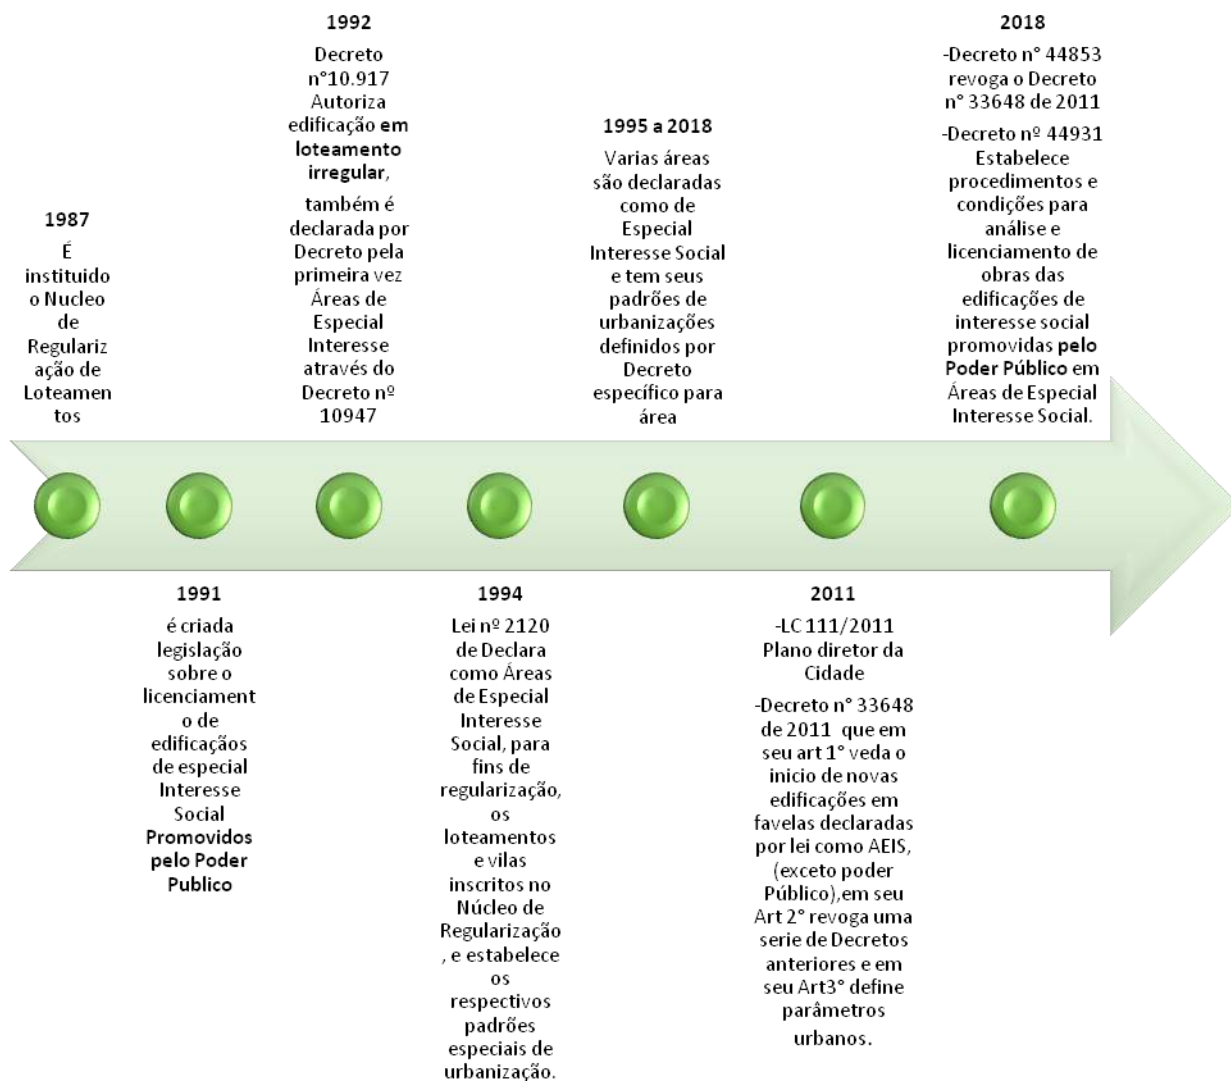 1987
É
instituido
o Nucleo
de
Regulariz
ação de
Loteamen
tos
1991
é criada
legislação
sobre o
licenciament
o de
edificaçãos
de especial
Interesse
Social
Promovidos
pelo Poder
Publico
1992
Decreto
n°10.917
Autoriza
edificação em
loteamento
irregular,
também é
declarada por
Decreto pela
primeira vez
Áreas de
Especial
Interesse
através do
Decreto nº
10947
1994
Lei nº 2120
de Declara
como Áreas
de Especial
Interesse
Social, para
fins de
regularização,
os
loteamentos
e vilas
inscritos no
Núcleo de
Regularização
, e estabelece
os
respectivos
padrões
especiais de
urbanização.
1995 a 2018
Varias áreas
são declaradas
como de
Especial
Interesse Social
e tem seus
padrões de
urbanizações
definidos por
Decreto
específico para
área
2011
-LC 111/2011
Plano diretor da
Cidade
-Decreto n° 33648
de 2011 que em
seu art 1° veda o
inicio de novas
edificações em
favelas declaradas
por lei como AEIS,
(exceto poder
Público),em seu
Art 2° revoga uma
serie de Decretos
anteriores e em
seu Art3° define
parâmetros
urbanos.
2018
-Decreto n° 44853
revoga o Decreto
n° 33648 de 2011
-Decreto nº 44931
Estabelece
procedimentos e
condições para
análise e
licenciamento de
obras das
edificações de
interesse social
promovidas pelo
Poder Público em
Áreas de Especial
Interesse Social.